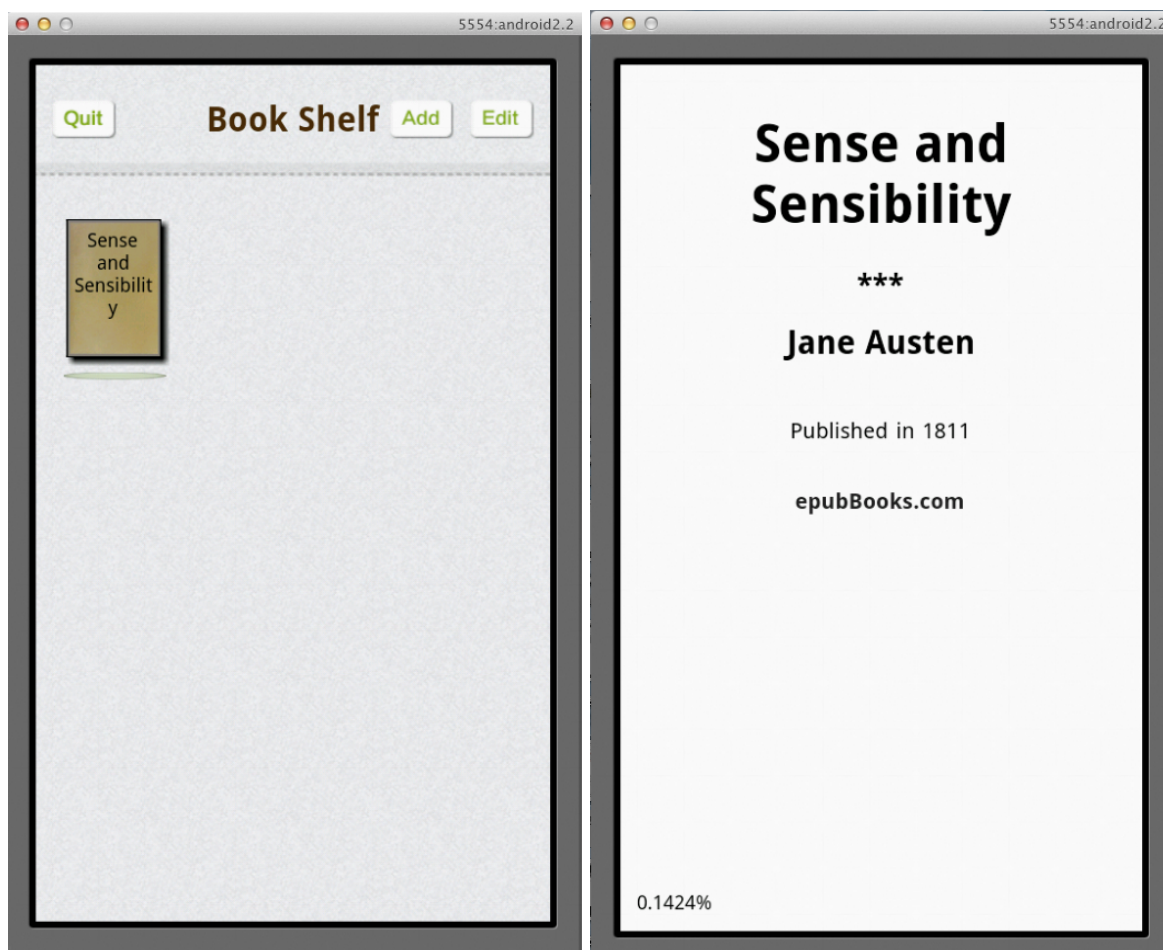 5554:android2.2
Quit
Book Shelf
Add
Edit
Sense
and
Sensibilit
y
5554:android2.2
Sense and
Sensibility
***
Jane Austen
Published in 1811
epubBooks.com
0.1424%